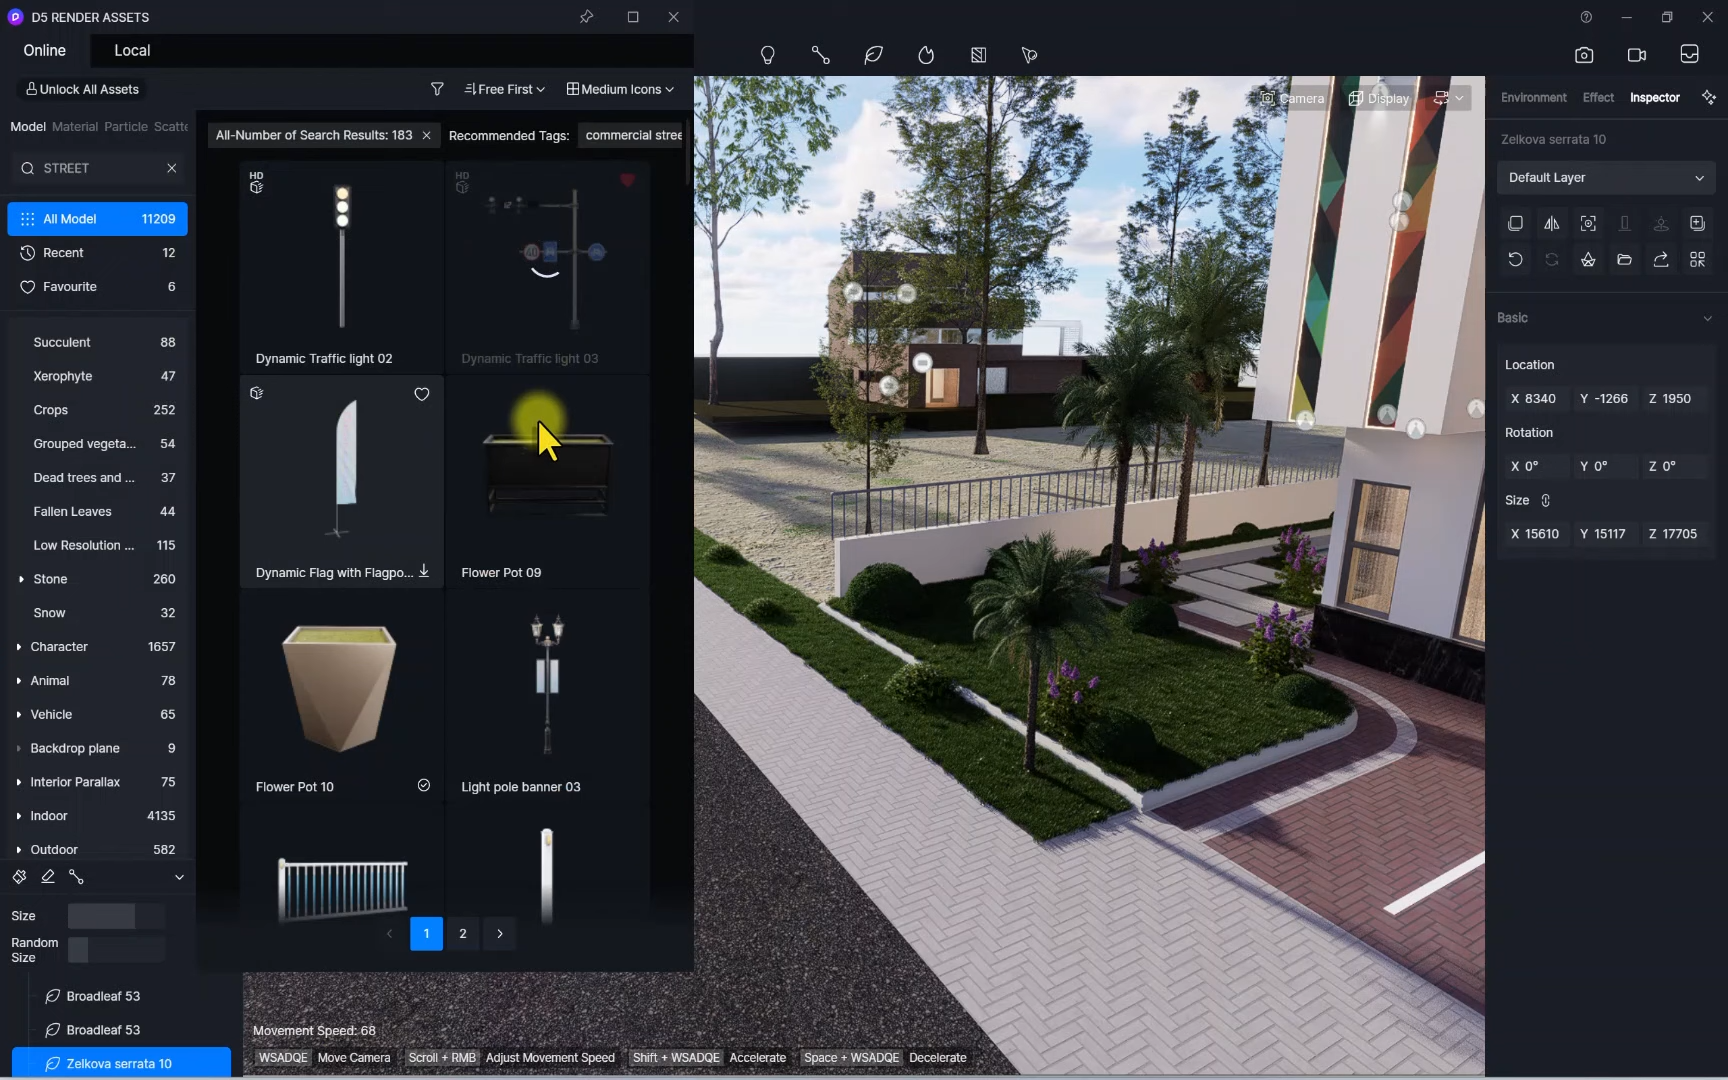 D5 RENDER ASSETS
Online
Local
Unlock All Assets
Free First
Medium Icons
Model Material Particle Scatt
STREET
All-Number of Search Results: 183
Recommended Tags:
commercial stree
All Model 11209
Recent 12
Favourite 6
Succulent 88
Xerophyte 47
Crops 252
Grouped vegeta... 54
Dead trees and ... 37
Fallen Leaves 44
Low Resolution ... 115
Stone 260
Snow 32
Character 1657
Animal 78
Vehicle 65
Backdrop plane 9
Interior Parallax 75
Indoor 4135
Outdoor 582
Size
Random
Size
Broadleaf 53
Broadleaf 53
Zelkova serrata 10
HD
HD
Dynamic Traffic light 02
Dynamic Traffic light 03
Dynamic Flag with Flagpo...
Flower Pot 09
Flower Pot 10
Light pole banner 03
1
2
Movement Speed: 68
WSADQE Move Camera Scroll + RMB Adjust Movement Speed Shift + WSADQE Accelerate Space + WSADQE Decelerate
Camera
Display
Environment Effect Inspector
Zelkova serrata 10
Default Layer
Basic
Location
X 8340 Y -1266 Z 1950
Rotation
X 0° Y 0° Z 0°
Size
X 15610 Y 15117 Z 17705